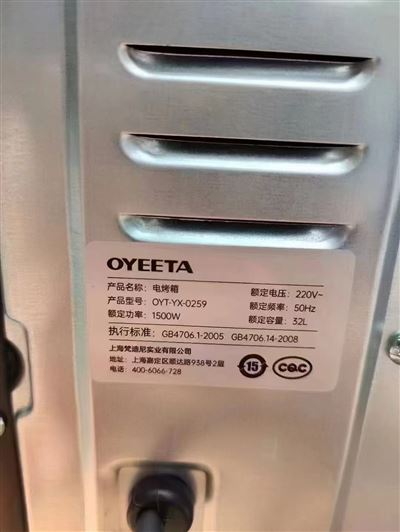 OYEETA
产品名称: 电烤箱 额定电压: 220V~
产品型号: OYT-YX-0259 额定频率: 50Hz
额定功率: 1500W 额定容量: 32L
执行标准: GB4706.1-2005 GB4706.14-2008
上海梵迪尼实业有限公司
地址: 上海嘉定区顺达路938号2层
电话: 400-6066-728
15
CQC